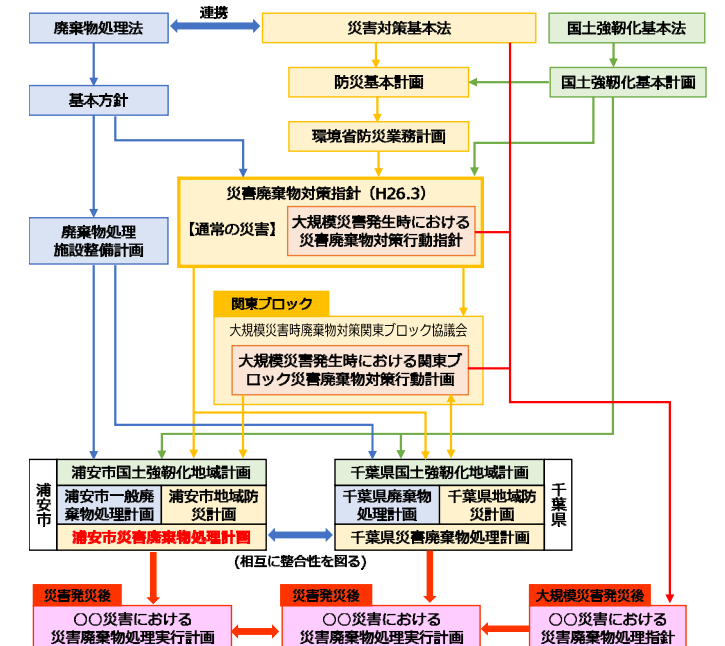 連携
廃棄物処理法
災害対策基本法
国土強靭化基本法
基本方針
防災基本計画
国土強靭化基本計画
環境省防災業務計画
災害廃棄物対策指針（H26.3）
【通常の災害】
大規模災害発生時における
災害廃棄物対策行動指針
廃棄物処理
施設整備計画
関東ブロック
大規模災害時廃棄物対策関東ブロック協議会
大規模災害発生時における関東ブ
ロック災害廃棄物対策行動計画
浦安市
浦安市国土強靭化地域計画
浦安市一般廃
棄物処理計画
浦安市地域防
災計画
浦安市災害廃棄物処理計画
千葉県国土強靭化地域計画
千葉県廃棄物
処理計画
千葉県地域防
災計画
千葉県災害廃棄物処理計画
千葉県
(相互に整合性を図る)
災害発災後
〇〇災害における
災害廃棄物処理実行計画
災害発災後
〇〇災害における
災害廃棄物処理実行計画
大規模災害発災後
〇〇災害における
災害廃棄物処理指針